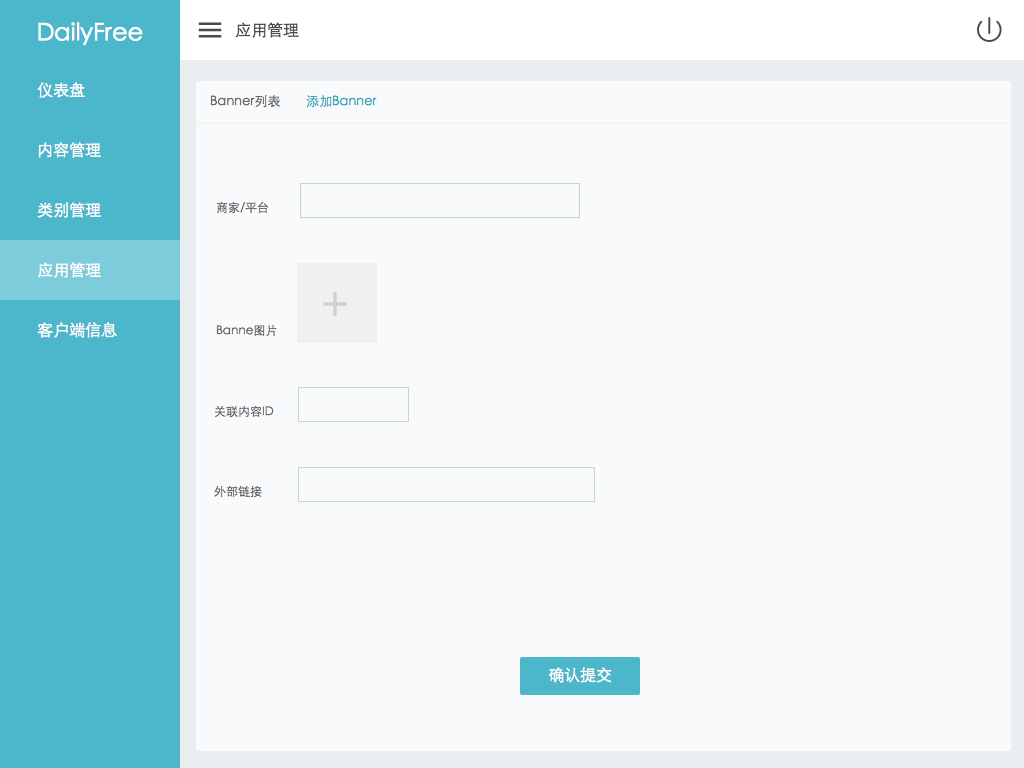 DailyFree
应用管理
仪表盘
内容管理
类别管理
应用管理
客户端信息
Banner列表
添加Banner
商家/平台
Banne图片
关联内容ID
外部链接
确认提交